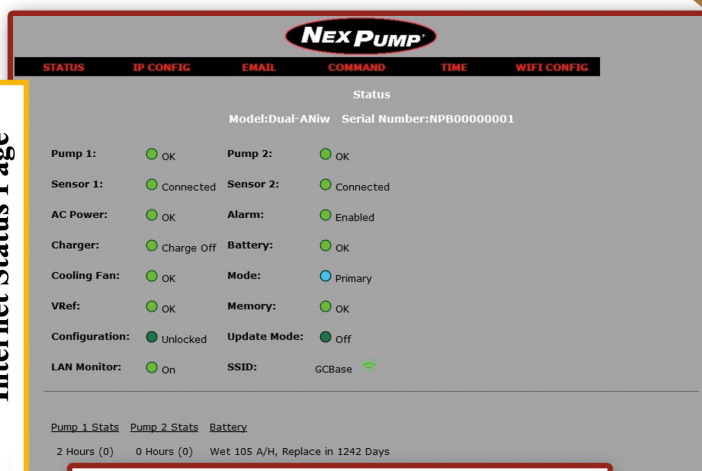 NEX PUMP
STATUS IP CONFIG EMAIL COMMAND TIME WIFI CONFIG
Status
Model:Dual-ANiw Serial Number:NPB00000001
Pump 1: OK Pump 2: OK
Sensor 1: Connected Sensor 2: Connected
AC Power: OK Alarm: Enabled
Charger: Charge Off Battery: OK
Cooling Fan: OK Mode: Primary
VRef: OK Memory: OK
Configuration: Unlocked Update Mode: Off
LAN Monitor: On SSID: GCBase
Pump 1 Stats Pump 2 Stats Battery
2 Hours (0) 0 Hours (0) Wet 105 A/H, Replace in 1242 Days
Internet Status Page